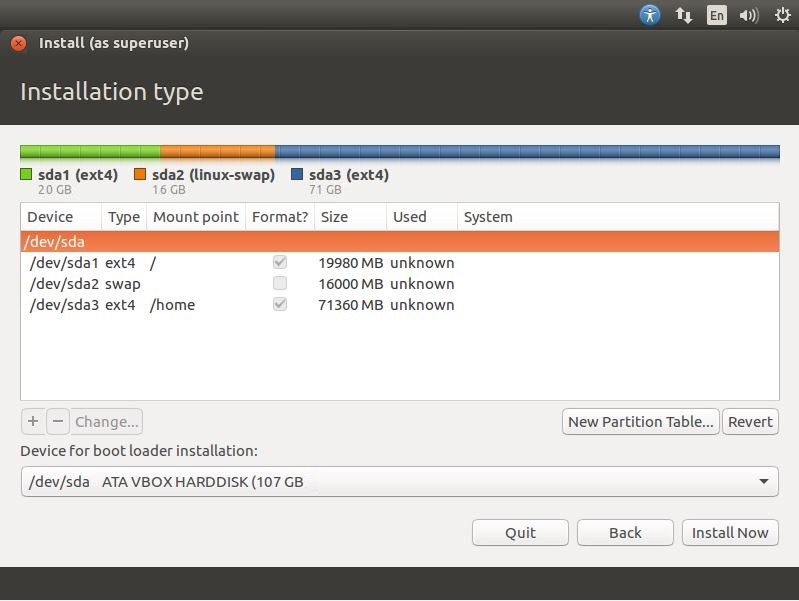 En
Install (as superuser)
Installation type
sda1 (ext4) sda2 (linux-swap) sda3 (ext4)
20 GB 16 GB 71 GB
Device Type Mount point Format? Size Used System
/dev/sda
/dev/sda1 ext4 / 19980 MB unknown
/dev/sda2 swap 16000 MB unknown
/dev/sda3 ext4 /home 71360 MB unknown
+ − Change... New Partition Table... Revert
Device for boot loader installation:
/dev/sda ATA VBOX HARDDISK (107 GB
Quit Back Install Now